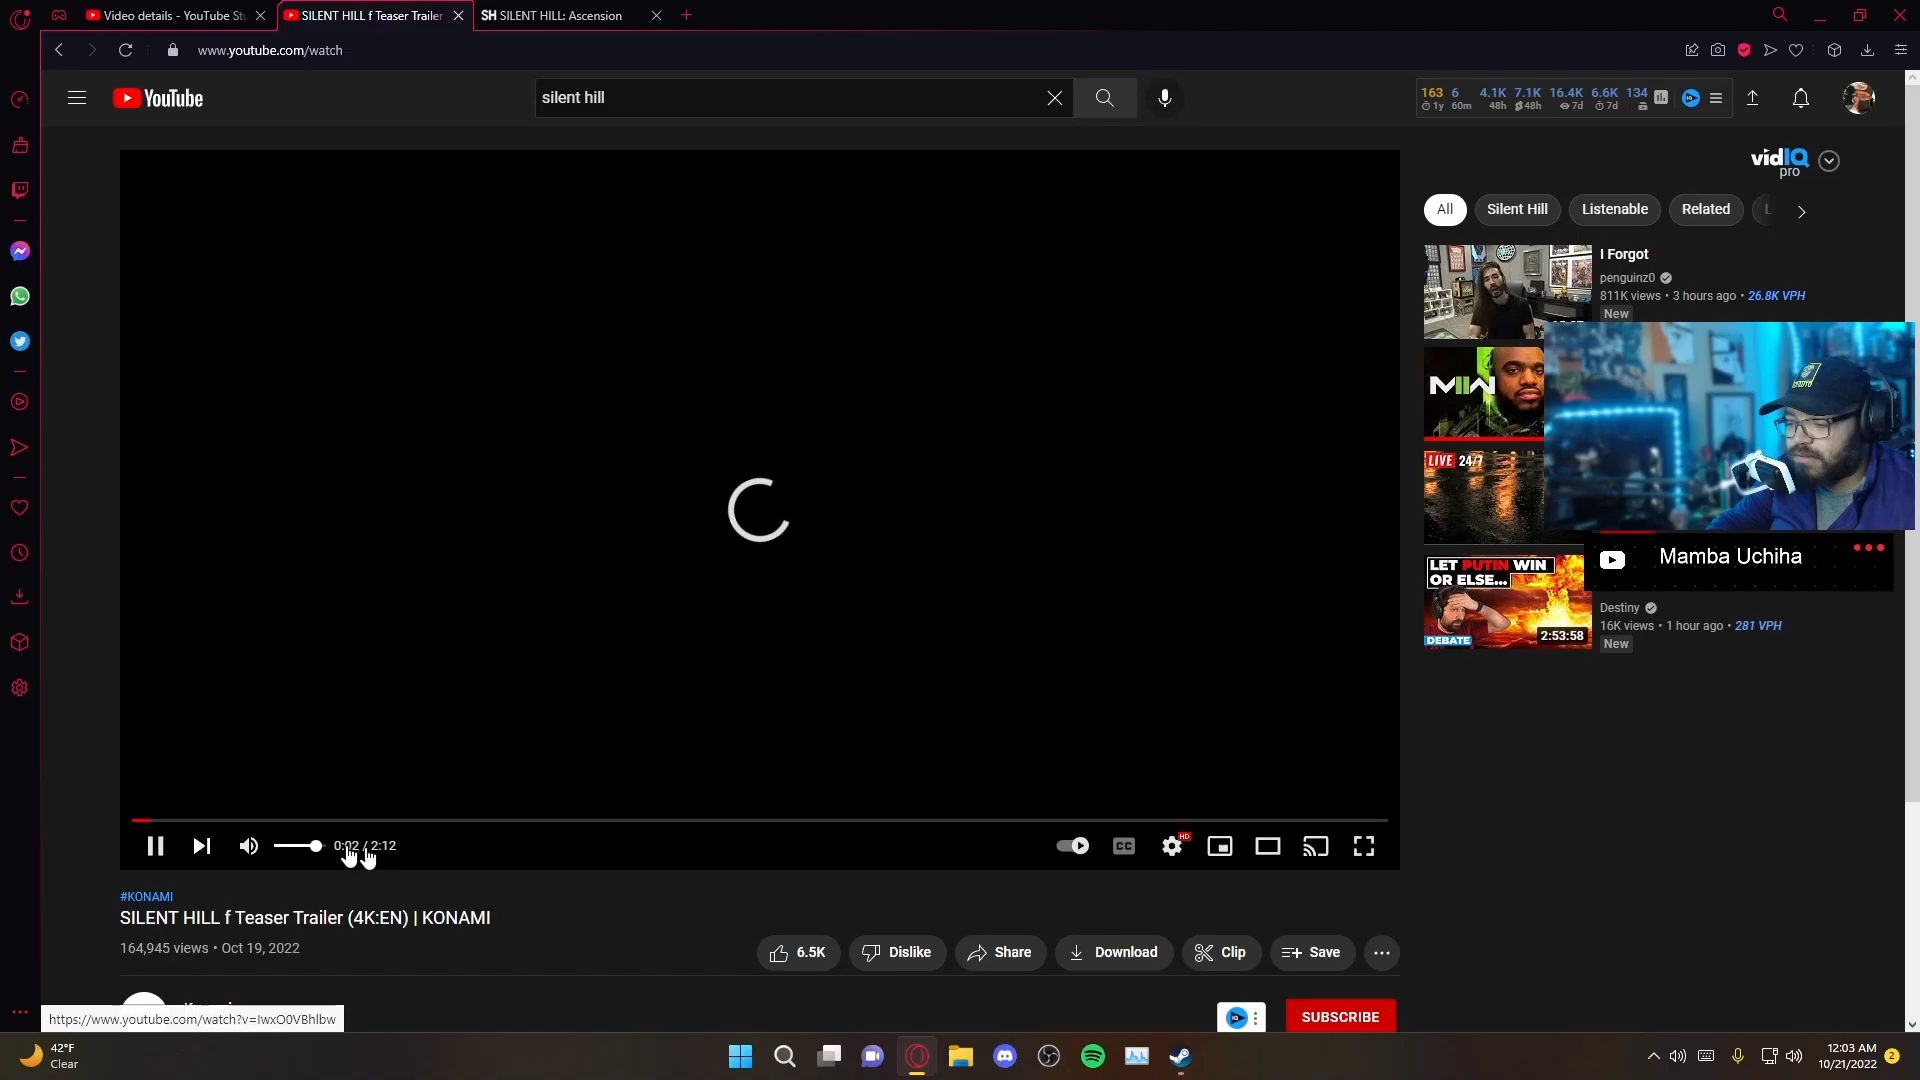 Video details - YouTube Stu
SILENT HILL f Teaser Trailer
SH SILENT HILL: Ascension
www.youtube.com/watch
YouTube
silent hill
163 6 4.1K 7.1K 16.4K 6.6K 134
1y 60m 48h 48h 7d 7d
vidIQ
pro
All
Silent Hill
Listenable
Related
I Forgot
penguinz0
811K views • 3 hours ago • 26.8K VPH
New
MW
LIVE 24/7
Mamba Uchiha
LET PUTIN WIN
OR ELSE...
DEBATE
2:53:58
Destiny
16K views • 1 hour ago • 281 VPH
New
0:02 / 2:12
CC
HD
#KONAMI
SILENT HILL f Teaser Trailer (4K:EN) | KONAMI
164,945 views • Oct 19, 2022
6.5K
Dislike
Share
Download
Clip
Save
https://www.youtube.com/watch?v=IwxO0VBhlbw
SUBSCRIBE
42°F
Clear
12:03 AM
10/21/2022
2